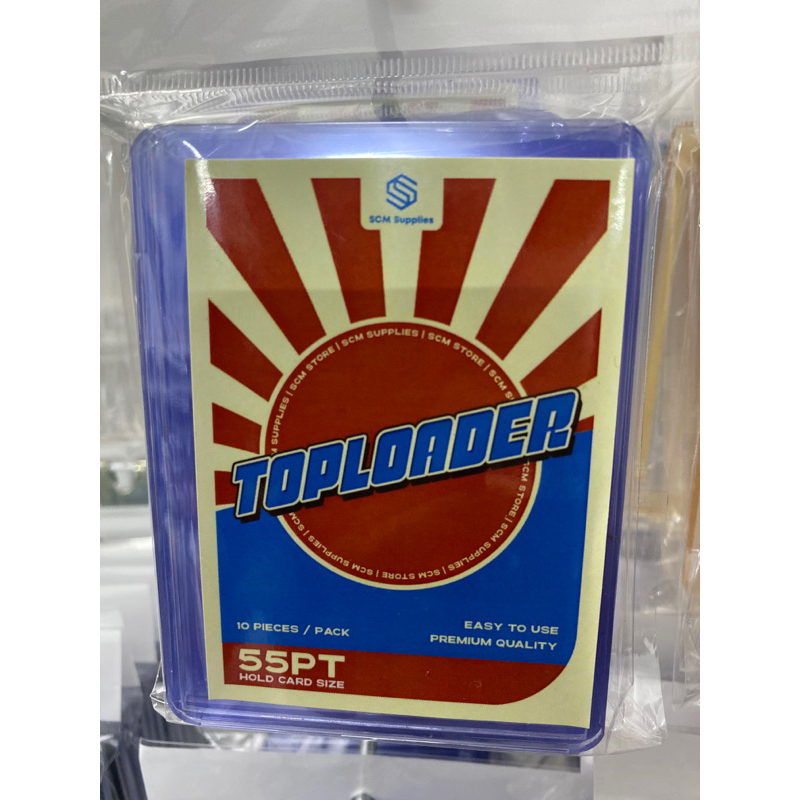 SCM Supplies
SUPPLIES | SCM STORE | SCM SUPPLIES | SCM STORE |
TOPLOADER
SCM STORE | SCM SUPPLIES | SCM STORE | SCM SUPPLIES | SCM
10 PIECES / PACK
EASY TO USE
PREMIUM QUALITY
55PT
HOLD CARD SIZE